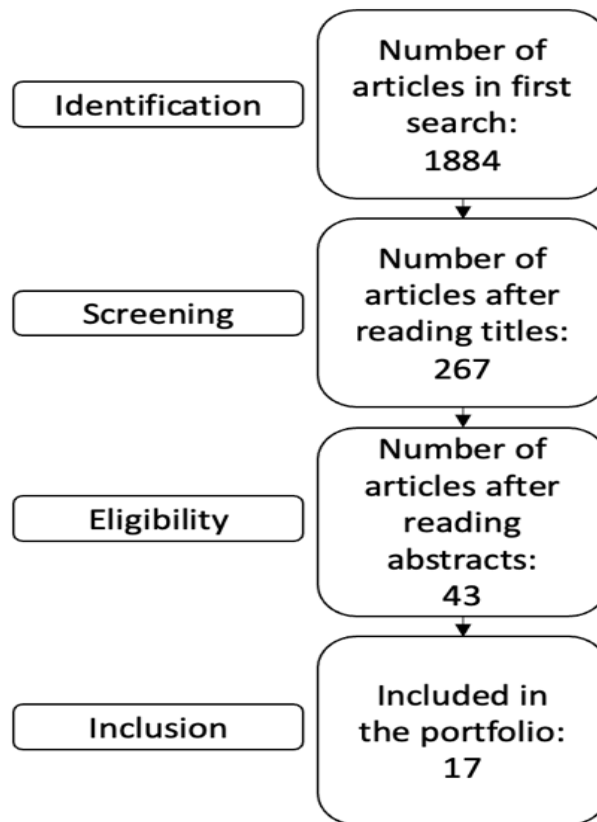 Identification
Number of
articles in first
search:
1884
Screening
Number of
articles after
reading titles:
267
Eligibility
Number of
articles after
reading
abstracts:
43
Inclusion
Included in
the portfolio:
17